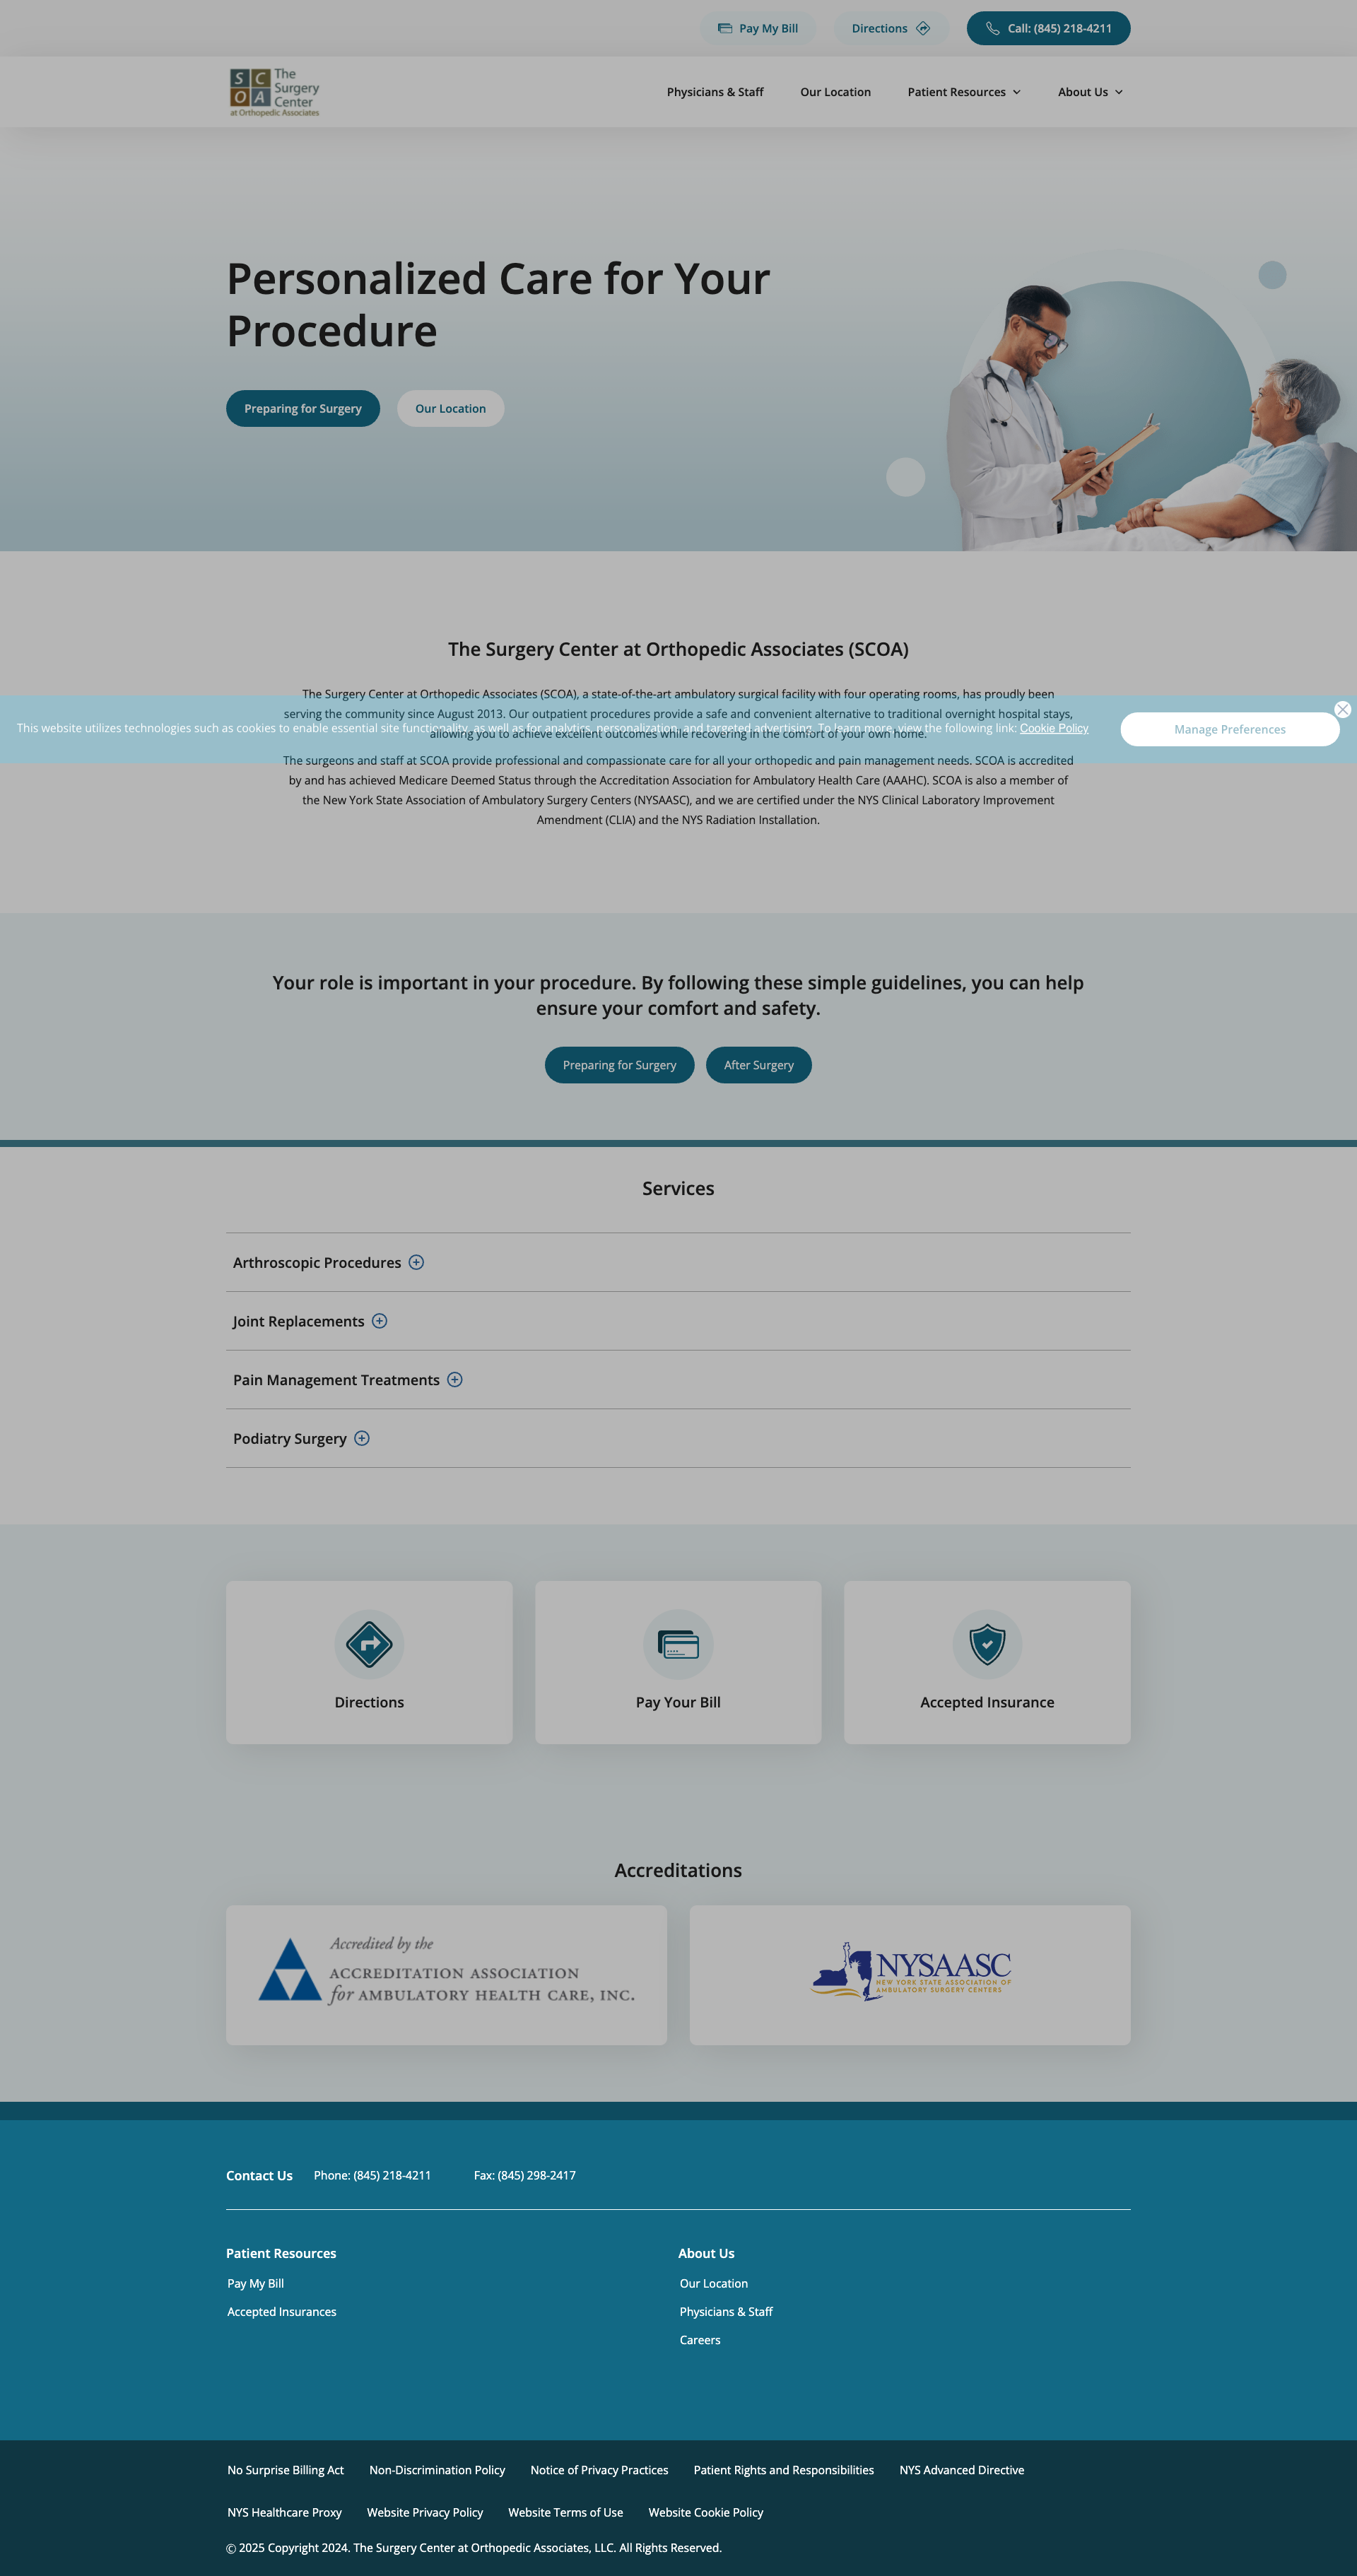 Pay My Bill
Directions
Call: (845) 218-4211
SCOA
The Surgery Center
at Orthopedic Associates
Physicians & Staff
Our Location
Patient Resources
About Us
Personalized Care for Your
Procedure
Preparing for Surgery
Our Location
The Surgery Center at Orthopedic Associates (SCOA)
The Surgery Center at Orthopedic Associates (SCOA), a state-of-the-art ambulatory surgical facility with four operating rooms, has proudly been
serving the community since August 2013. Our outpatient procedures provide a safe and convenient alternative to traditional overnight hospital stays,
This website utilizes technologies such as cookies to enable essential site functionality, as well as for analytics, personalization, and targeted advertising. To learn more, view the following link: Cookie Policy
Manage Preferences
allowing you to achieve excellent outcomes while recovering in the comfort of your own home.
The surgeons and staff at SCOA provide professional and compassionate care for all your orthopedic and pain management needs. SCOA is accredited
by and has achieved Medicare Deemed Status through the Accreditation Association for Ambulatory Health Care (AAAHC). SCOA is also a member of
the New York State Association of Ambulatory Surgery Centers (NYSAASC), and we are certified under the NYS Clinical Laboratory Improvement
Amendment (CLIA) and the NYS Radiation Installation.
Your role is important in your procedure. By following these simple guidelines, you can help
ensure your comfort and safety.
Preparing for Surgery
After Surgery
Services
Arthroscopic Procedures
Joint Replacements
Pain Management Treatments
Podiatry Surgery
Directions
Pay Your Bill
Accepted Insurance
Accreditations
Accredited by the
ACCREDITATION ASSOCIATION
for AMBULATORY HEALTH CARE, INC.
NYSAASC
NEW YORK STATE ASSOCIATION OF
AMBULATORY SURGERY CENTERS
Contact Us
Phone: (845) 218-4211
Fax: (845) 298-2417
Patient Resources
Pay My Bill
Accepted Insurances
About Us
Our Location
Physicians & Staff
Careers
No Surprise Billing Act
Non-Discrimination Policy
Notice of Privacy Practices
Patient Rights and Responsibilities
NYS Advanced Directive
NYS Healthcare Proxy
Website Privacy Policy
Website Terms of Use
Website Cookie Policy
© 2025 Copyright 2024. The Surgery Center at Orthopedic Associates, LLC. All Rights Reserved.